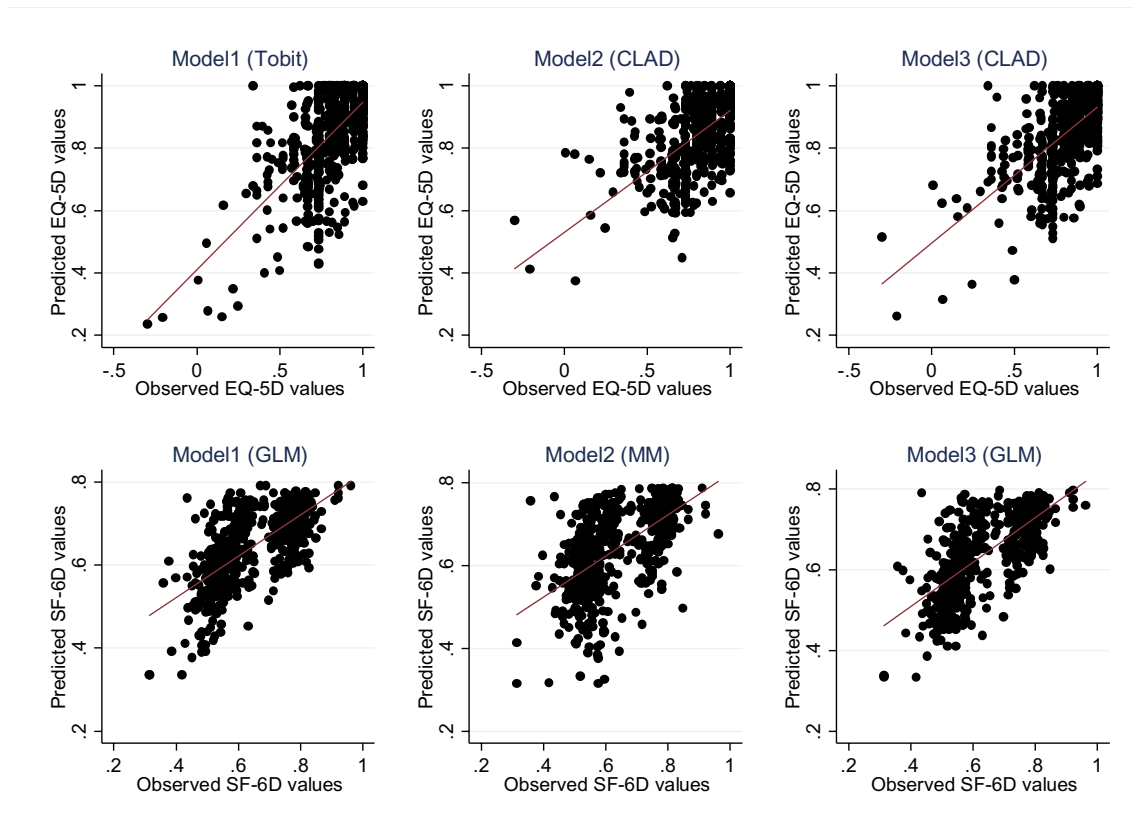 Model1 (Tobit)
Predicted EQ-5D values
1
.8
.6
.4
.2
-.5 0 .5 1
Observed EQ-5D values
Model2 (CLAD)
Predicted EQ-5D values
1
.8
.6
.4
.2
-.5 0 .5 1
Observed EQ-5D values
Model3 (CLAD)
Predicted EQ-5D values
1
.8
.6
.4
.2
-.5 0 .5 1
Observed EQ-5D values
Model1 (GLM)
Predicted SF-6D values
.8
.6
.4
.2
.2 .4 .6 .8 1
Observed SF-6D values
Model2 (MM)
Predicted SF-6D values
.8
.6
.4
.2
.2 .4 .6 .8 1
Observed SF-6D values
Model3 (GLM)
Predicted SF-6D values
.8
.6
.4
.2
.2 .4 .6 .8 1
Observed SF-6D values